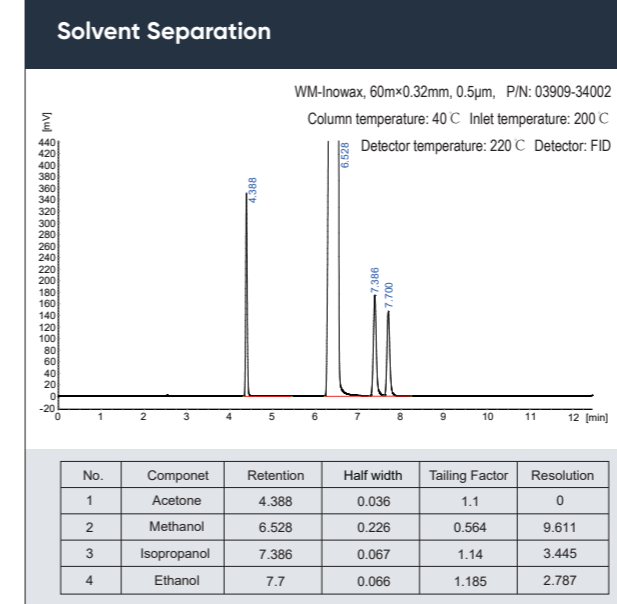 Solvent Separation
WM-Inowax, 60m×0.32mm, 0.5μm, P/N: 03909-34002
Column temperature: 40℃ Inlet temperature: 200℃
Detector temperature: 220℃ Detector: FID
[mV]
440
420
400
380
360
340
320
300
280
260
240
220
200
180
160
140
120
100
80
60
40
20
0
-20
4.388
6.528
7.386
7.700
0 1 2 3 4 5 6 7 8 9 10 11 12 [min]
No. Componet Retention Half width Tailing Factor Resolution
1 Acetone 4.388 0.036 1.1 0
2 Methanol 6.528 0.226 0.564 9.611
3 Isopropanol 7.386 0.067 1.14 3.445
4 Ethanol 7.7 0.066 1.185 2.787